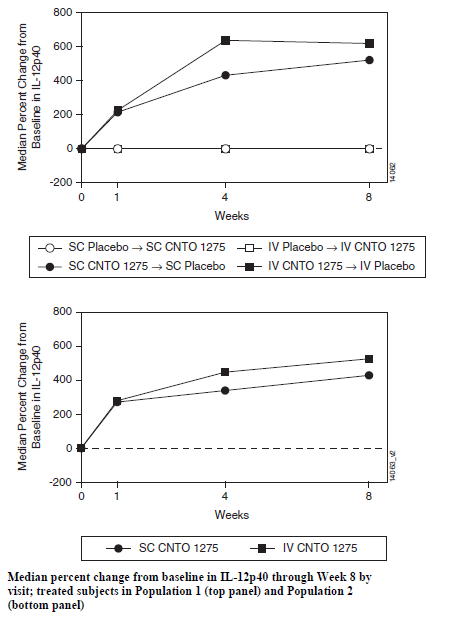 Median Percent Change from
Baseline in IL-12p40
800
600
400
200
0
-200
0 1 4 8
Weeks
14062
SC Placebo → SC CNTO 1275
IV Placebo → IV CNTO 1275
SC CNTO 1275 → SC Placebo
IV CNTO 1275 → IV Placebo
Median Percent Change from
Baseline in IL-12p40
800
600
400
200
0
-200
0 1 4 8
Weeks
14063_v2
SC CNTO 1275
IV CNTO 1275
Median percent change from baseline in IL-12p40 through Week 8 by
visit; treated subjects in Population 1 (top panel) and Population 2
(bottom panel)